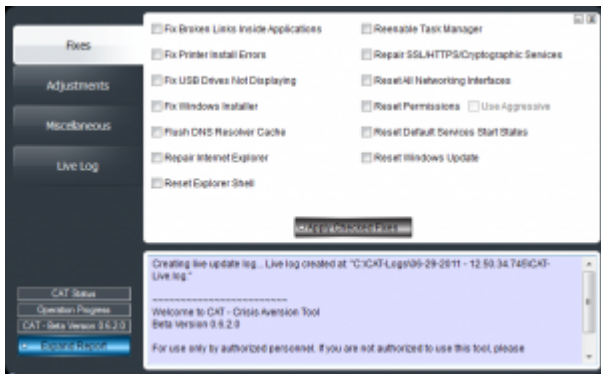 Fixes
Adjustments
Miscellaneous
Live Log
CAT Status
Operation Progress
CAT - Beta Version 0.6.2.0
Expand Report
Fix Broken Links Inside Applications
Fix Printer Install Errors
Fix USB Drives Not Displaying
Fix Windows Installer
Flush DNS Resolver Cache
Repair Internet Explorer
Reset Explorer Shell
Reenable Task Manager
Repair SSL/HTTPS/Cryptographic Services
Reset All Networking Interfaces
Reset Permissions Use Aggressive
Reset Default Services Start States
Reset Windows Update
Apply Checked Fixes
Creating live update log... Live log created at: "C:\CAT-Logs\06-29-2011 - 12.50.34.745\CAT-
Live log."
~~~~~~~~~~~~~~~~~~~~~~~~
Welcome to CAT - Crisis Aversion Tool
Beta Version 0.6.2.0
For use only by authorized personnel. If you are not authorized to use this tool, please